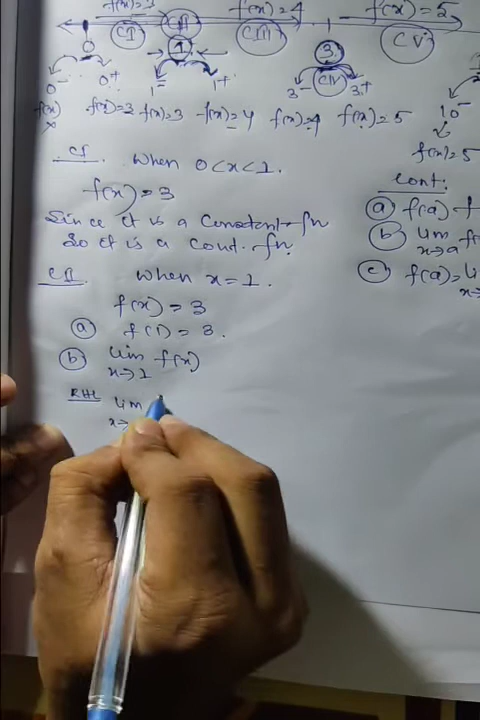 f(x)=3 f(x)=4 f(x)=5
CI CII CIII CV
0 1 3
0⁻ 0⁺ 1⁻ 1⁺ 3⁻ CIV 3⁺ 10⁻
f(x) f(x)=3 f(x)=3 f(x)=4 f(x)=4 f(x)=5
f(x)=5
CI. When 0<x<1.
f(x)=3
Since it is a Constant fn
So it is a cont. fn.
CII. When x=1.
f(x)=3
(a) f(1)=3.
(b) lim f(x)
x→1
RHL lim
x→
Cont.
(a) f(a)
(b) lim f
x→a
(c) f(a)=